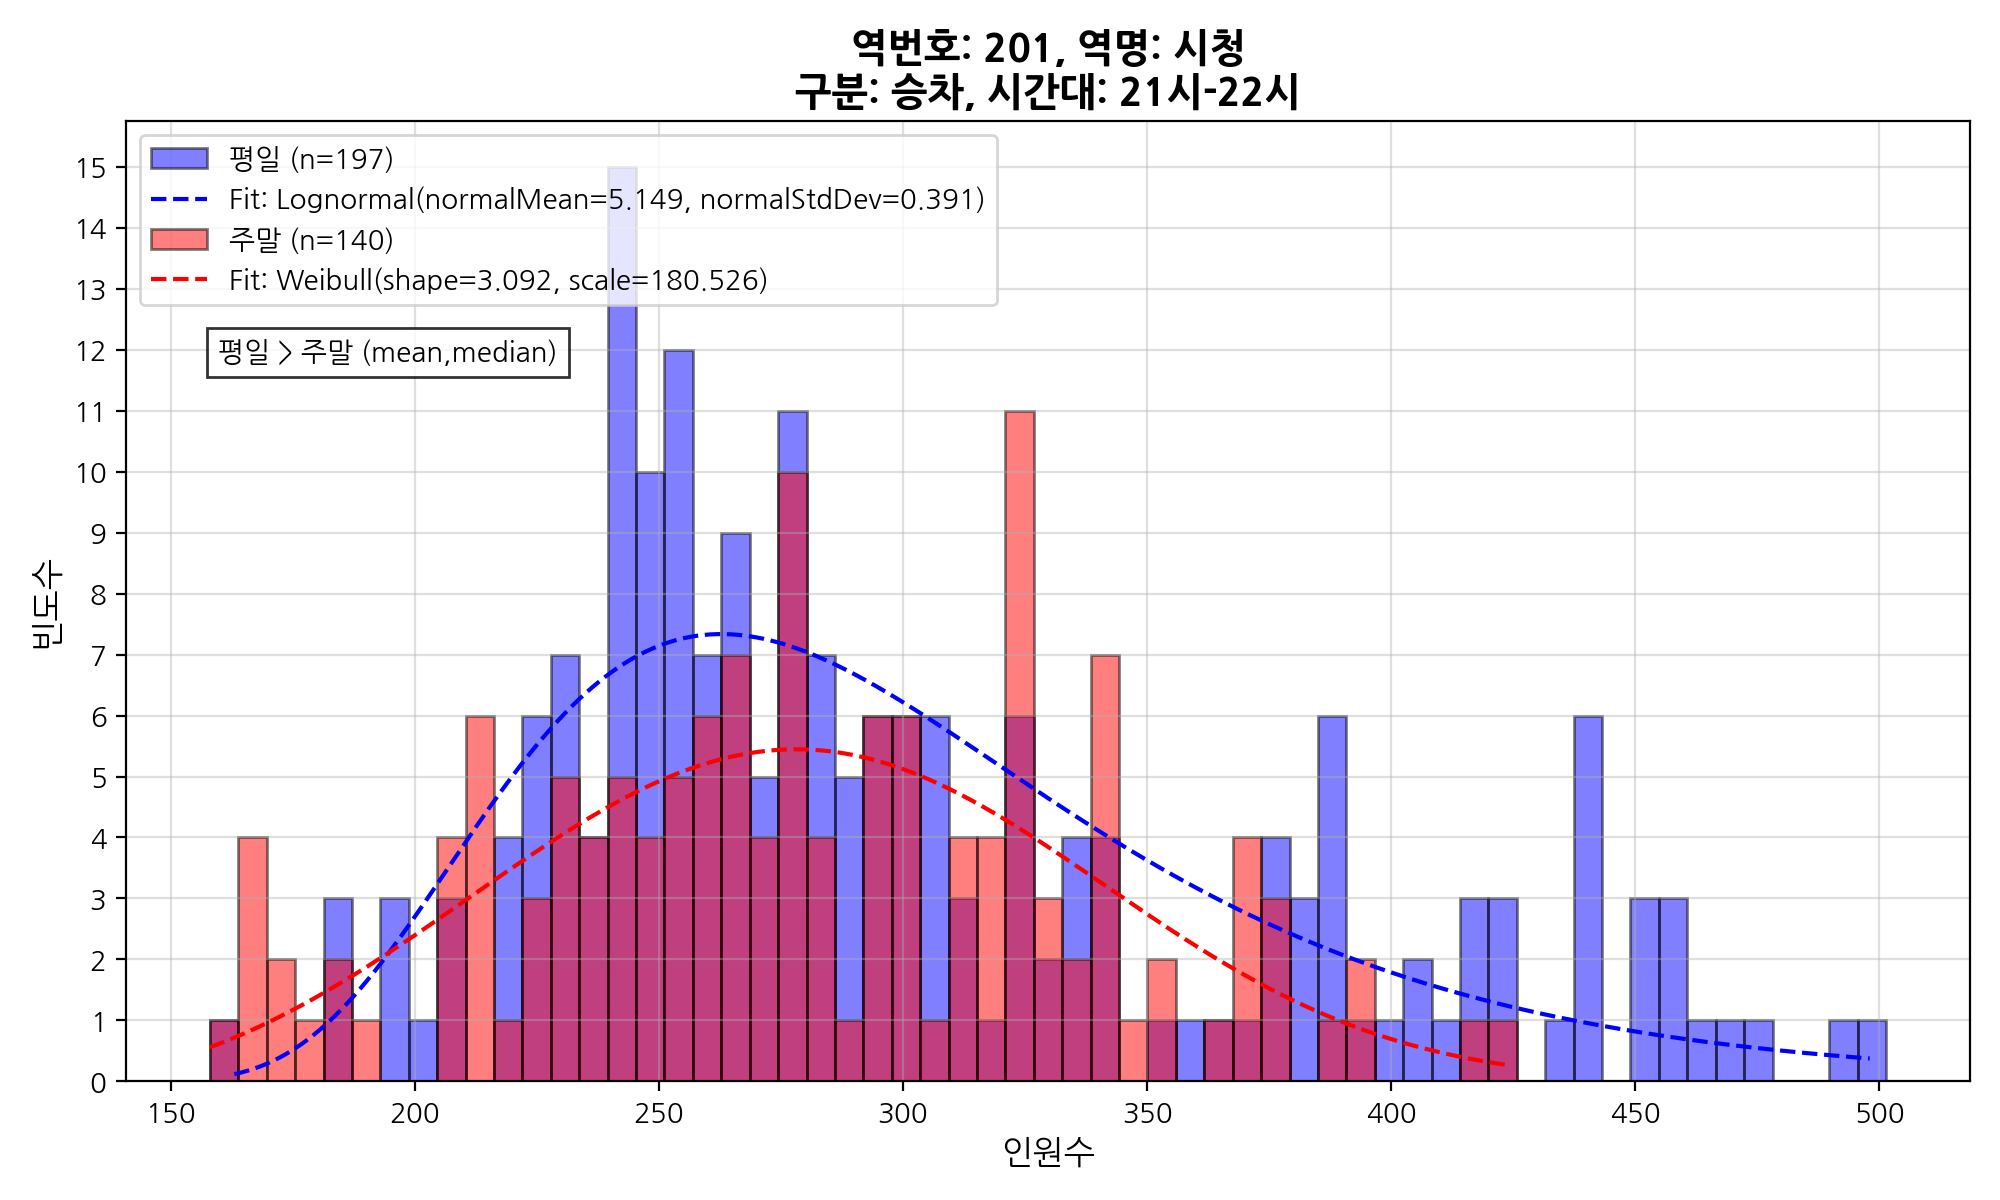 역번호: 201, 역명: 시청
구분: 승차, 시간대: 21시-22시
평일 (n=197)
Fit: Lognormal(normalMean=5.149, normalStdDev=0.391)
주말 (n=140)
Fit: Weibull(shape=3.092, scale=180.526)
평일 > 주말 (mean,median)
빈도수
15
14
13
12
11
10
9
8
7
6
5
4
3
2
1
0
150 200 250 300 350 400 450 500
인원수